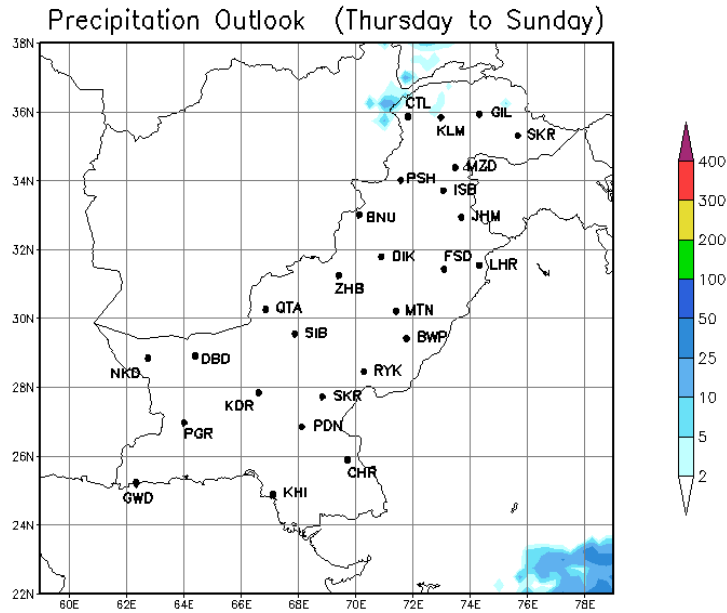 Precipitation Outlook (Thursday to Sunday)
38N
36N
34N
32N
30N
28N
26N
24N
22N
CTL
GIL
KLM
SKR
MZD
PSH
ISB
BNU
JHM
DIK
FSD
LHR
ZHB
QTA
MTN
SIB
BWP
DBD
NKD
RYK
KDR
SKR
PGR
PDN
CHR
GWD
KHI
60E 62E 64E 66E 68E 70E 72E 74E 76E 78E
400
300
200
100
50
25
10
5
2